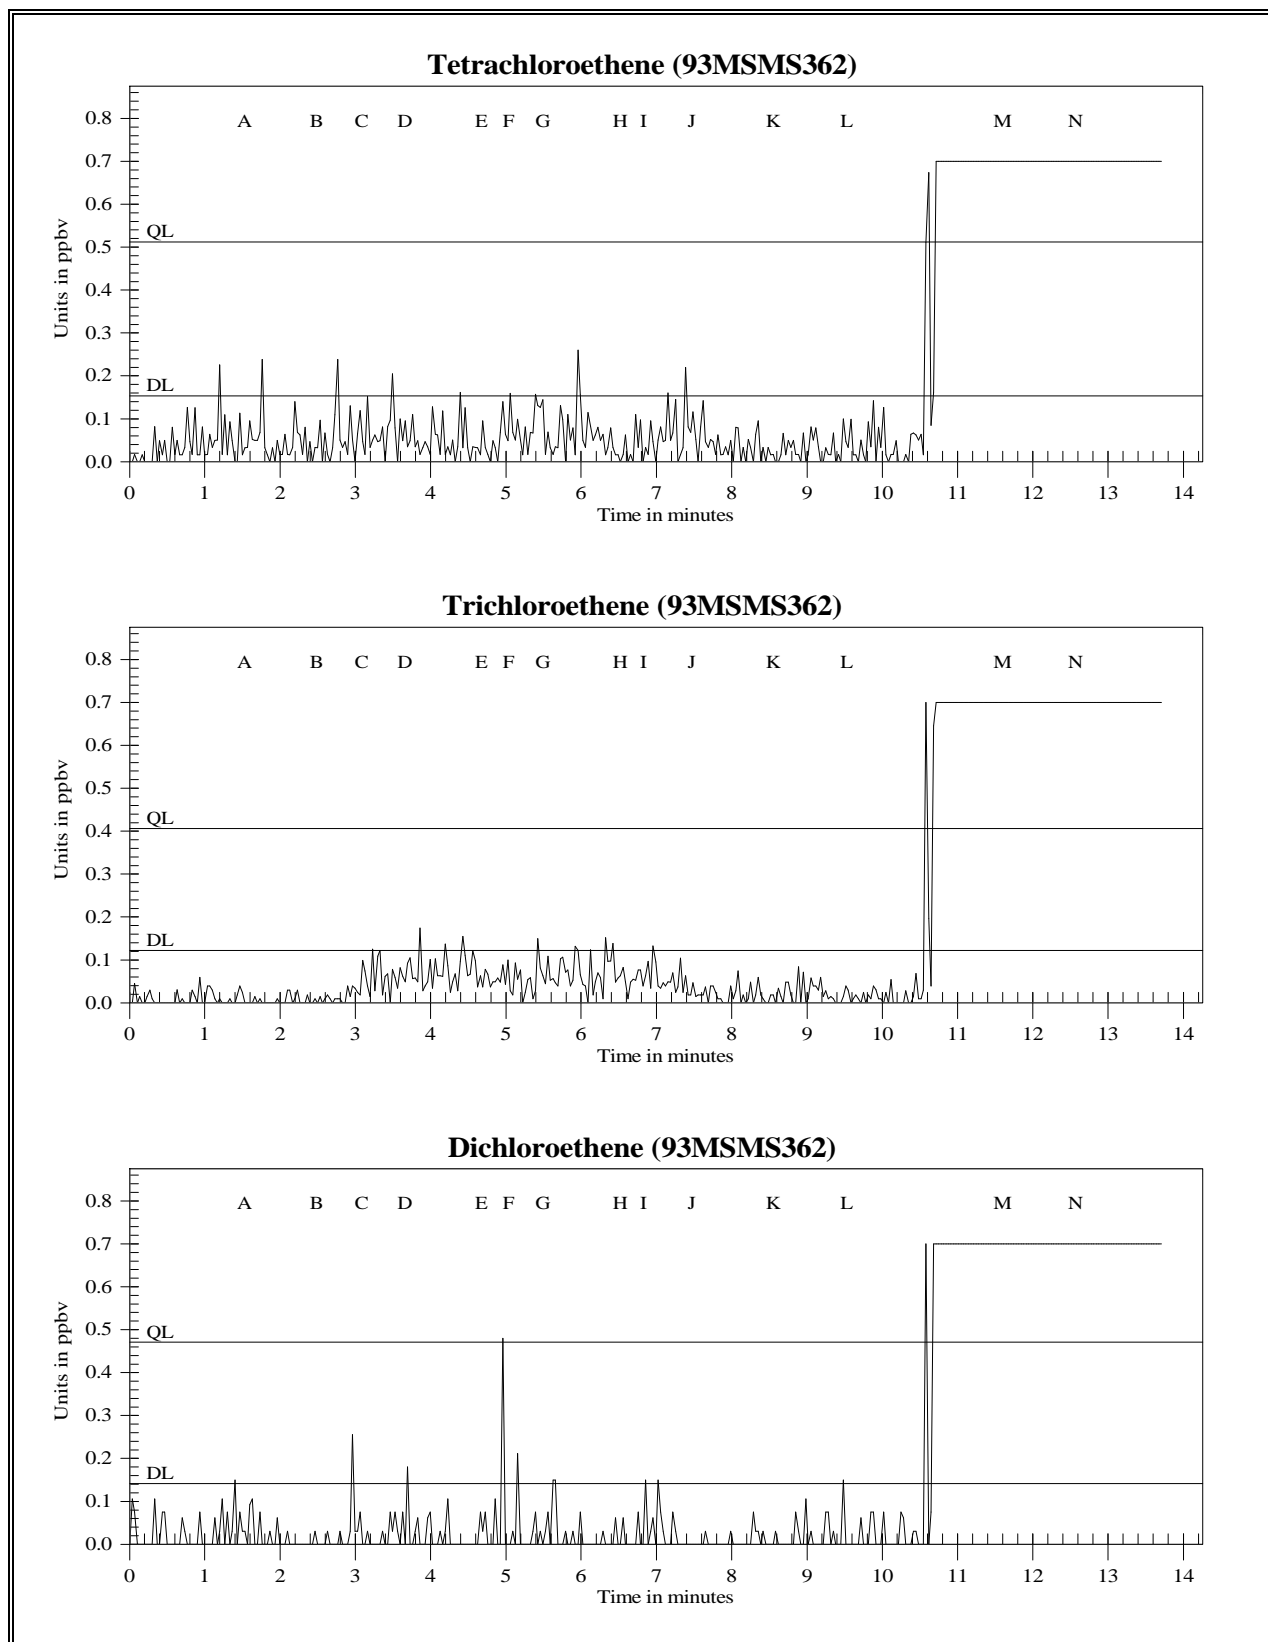 Tetrachloroethene (93MSMS362)
A B C D E F G H I J K L M N
0.8
0.7
0.6
QL
0.5
0.4
0.3
0.2
DL
0.1
0.0
Units in ppbv
0 1 2 3 4 5 6 7 8 9 10 11 12 13 14
Time in minutes
Trichloroethene (93MSMS362)
A B C D E F G H I J K L M N
0.8
0.7
0.6
0.5
QL
0.4
0.3
0.2
DL
0.1
0.0
Units in ppbv
0 1 2 3 4 5 6 7 8 9 10 11 12 13 14
Time in minutes
Dichloroethene (93MSMS362)
A B C D E F G H I J K L M N
0.8
0.7
0.6
0.5
QL
0.4
0.3
0.2
DL
0.1
0.0
Units in ppbv
0 1 2 3 4 5 6 7 8 9 10 11 12 13 14
Time in minutes